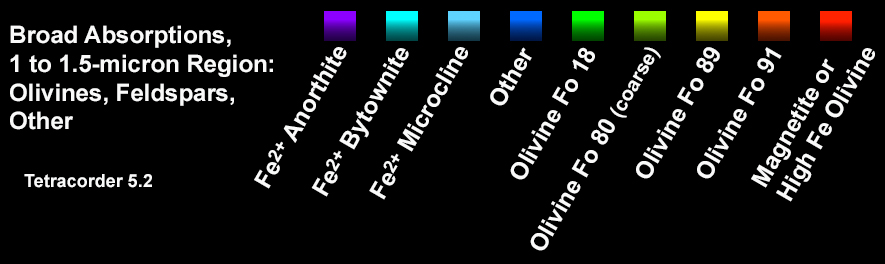 Broad Absorptions,
1 to 1.5-micron Region:
Olivines, Feldspars,
Other
Tetracorder 5.2
Fe2+ Anorthite
Fe2+ Bytownite
Fe2+ Microcline
Other
Olivine Fo 18
Olivine Fo 80 (coarse)
Olivine Fo 89
Olivine Fo 91
Magnetite or
High Fe Olivine